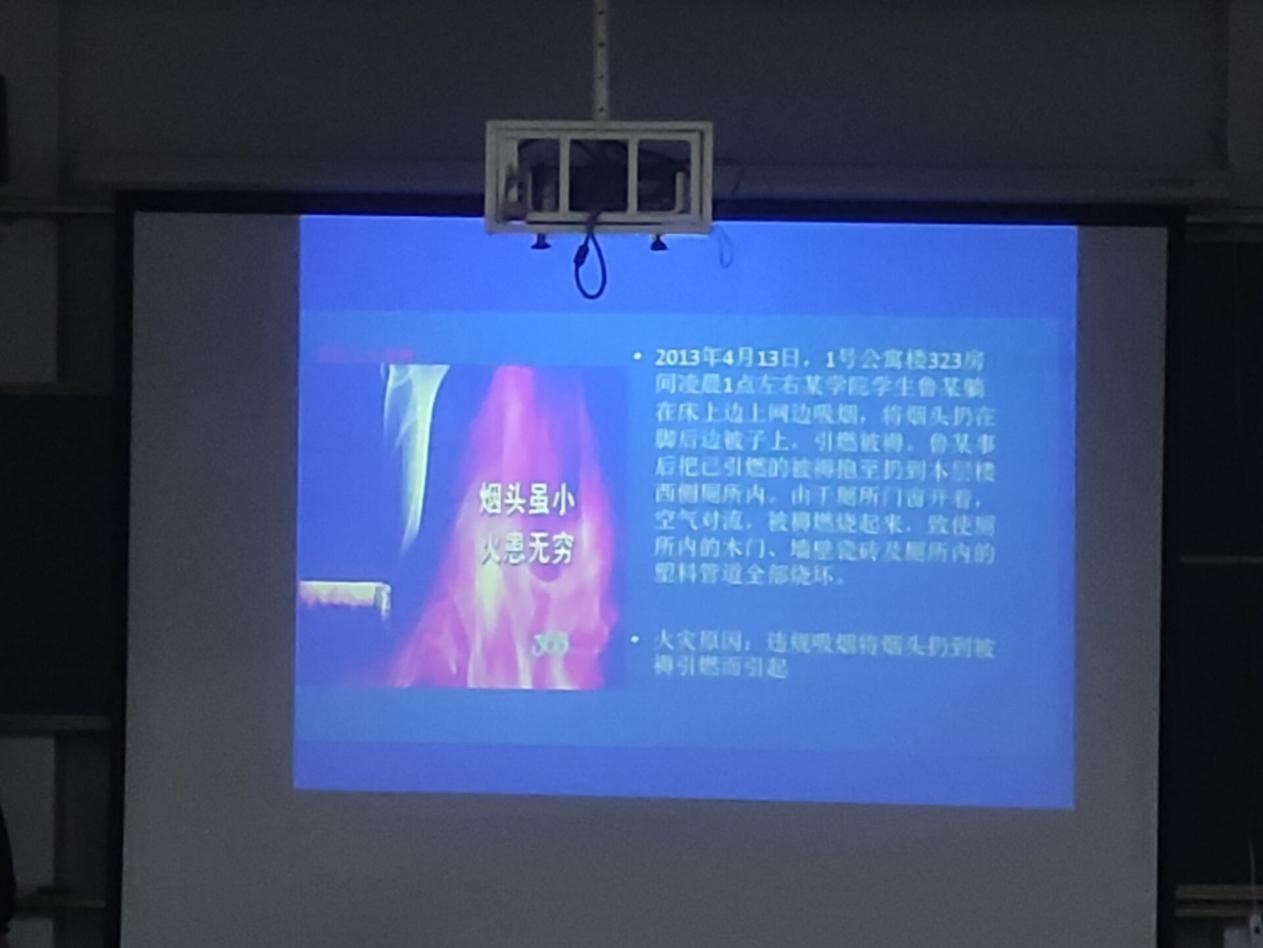 烟头虽小
火患无穷
365
• 2013年4月13日，1号公寓楼323房
间凌晨1点左右某学院学生鲁某躺
在床上边上网边吸烟，将烟头扔在
脚后边被子上，引燃被褥。鲁某事
后把已引燃的被褥抱至扔到本层楼
西侧厕所内。由于厕所门窗开着，
空气对流，被褥燃烧起来，致使厕
所内的木门、墙壁瓷砖及厕所内的
塑料管道全部烧坏。
• 火灾原因：违规吸烟将烟头扔到被
褥引燃而引起